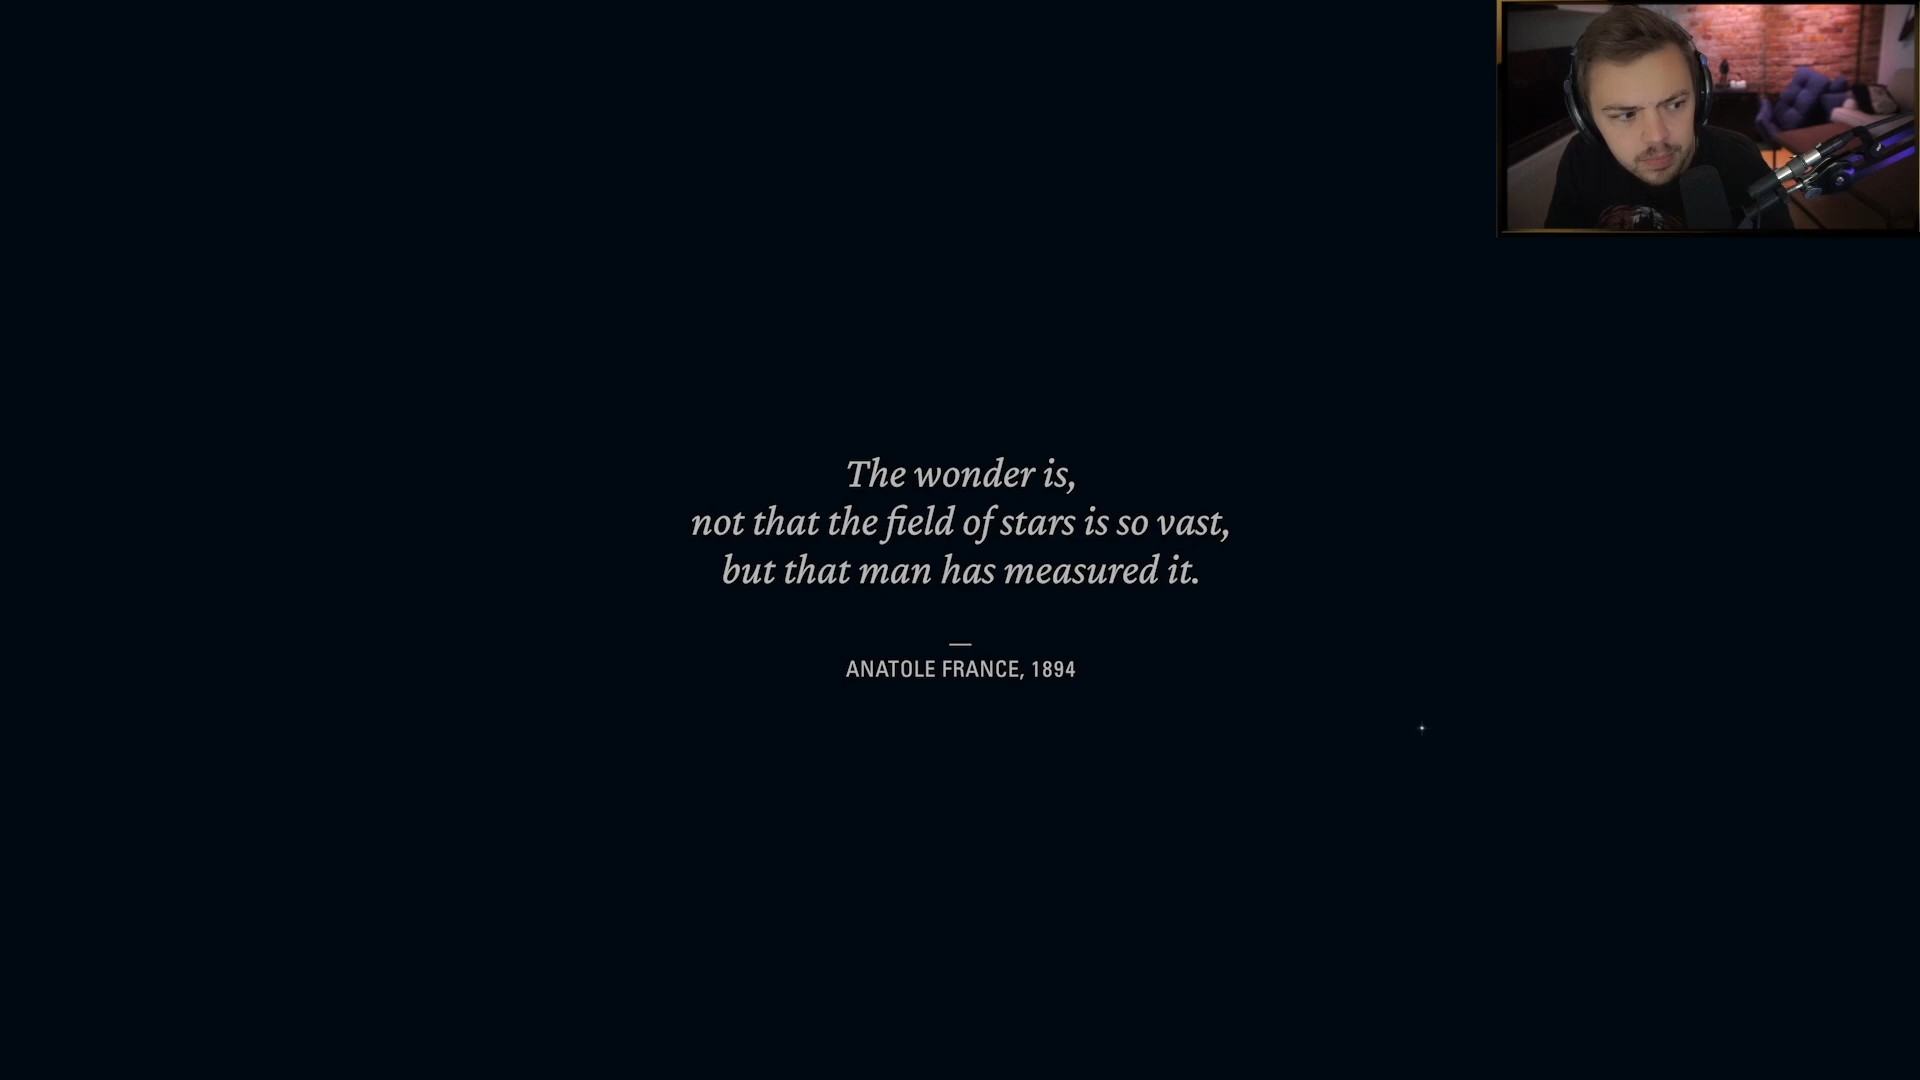 The wonder is,
not that the field of stars is so vast,
but that man has measured it.
—
ANATOLE FRANCE, 1894